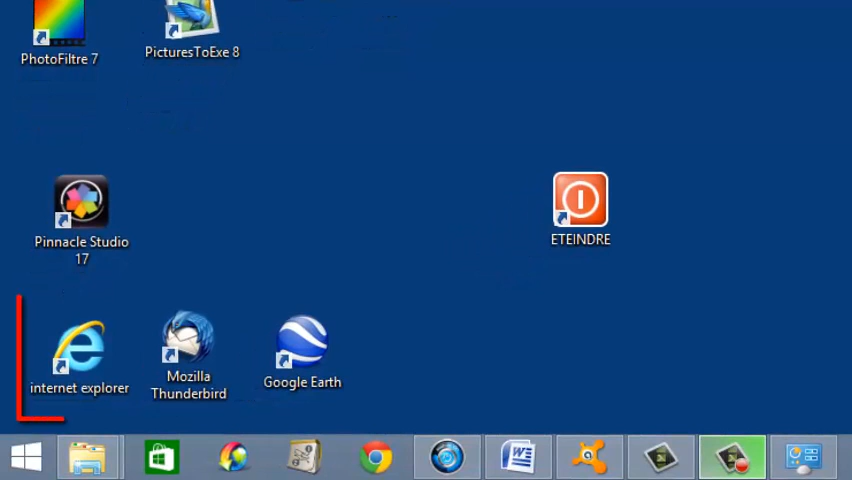 PhotoFiltre 7
PicturesToExe 8
Pinnacle Studio
17
ETEINDRE
internet explorer
Mozilla
Thunderbird
Google Earth